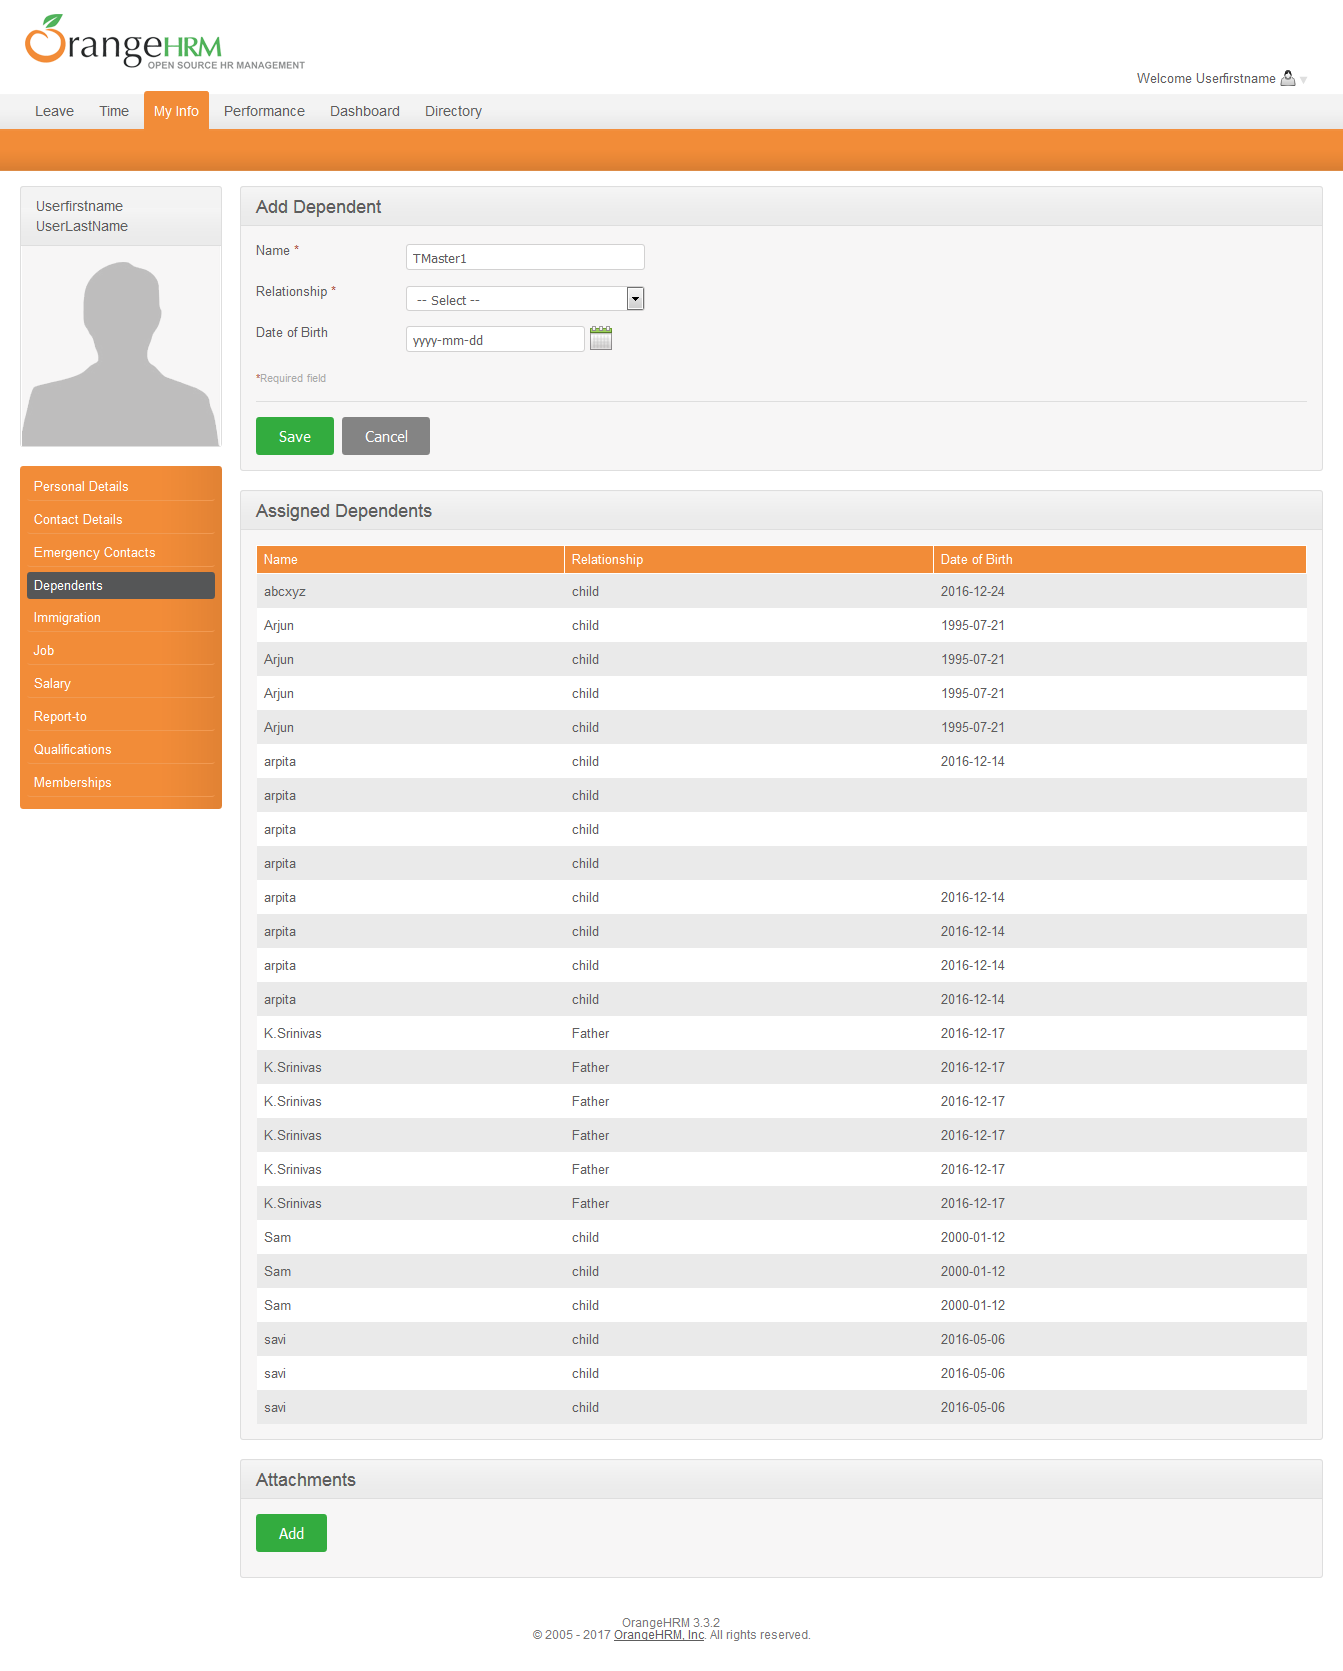 OrangeHRM
OPEN SOURCE HR MANAGEMENT
Welcome Userfirstname
Leave Time My Info Performance Dashboard Directory
Userfirstname
UserLastName
Personal Details
Contact Details
Emergency Contacts
Dependents
Immigration
Job
Salary
Report-to
Qualifications
Memberships
Add Dependent
Name * TMaster1
Relationship * -- Select --
Date of Birth yyyy-mm-dd
*Required field
Save Cancel
Assigned Dependents
Name Relationship Date of Birth
abcxyz child 2016-12-24
Arjun child 1995-07-21
Arjun child 1995-07-21
Arjun child 1995-07-21
Arjun child 1995-07-21
arpita child 2016-12-14
arpita child
arpita child
arpita child
arpita child 2016-12-14
arpita child 2016-12-14
arpita child 2016-12-14
arpita child 2016-12-14
K.Srinivas Father 2016-12-17
K.Srinivas Father 2016-12-17
K.Srinivas Father 2016-12-17
K.Srinivas Father 2016-12-17
K.Srinivas Father 2016-12-17
K.Srinivas Father 2016-12-17
Sam child 2000-01-12
Sam child 2000-01-12
Sam child 2000-01-12
savi child 2016-05-06
savi child 2016-05-06
savi child 2016-05-06
Attachments
Add
OrangeHRM 3.3.2
© 2005 - 2017 OrangeHRM, Inc. All rights reserved.